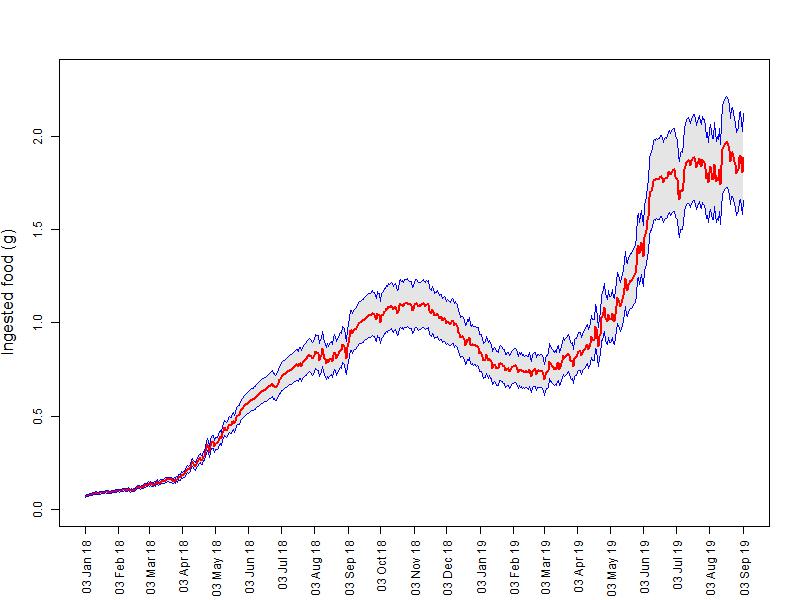 Ingested food (g)
2.0
1.5
1.0
0.5
0.0
03 Jan 18
03 Feb 18
03 Mar 18
03 Apr 18
03 May 18
03 Jun 18
03 Jul 18
03 Aug 18
03 Sep 18
03 Oct 18
03 Nov 18
03 Dec 18
03 Jan 19
03 Feb 19
03 Mar 19
03 Apr 19
03 May 19
03 Jun 19
03 Jul 19
03 Aug 19
03 Sep 19